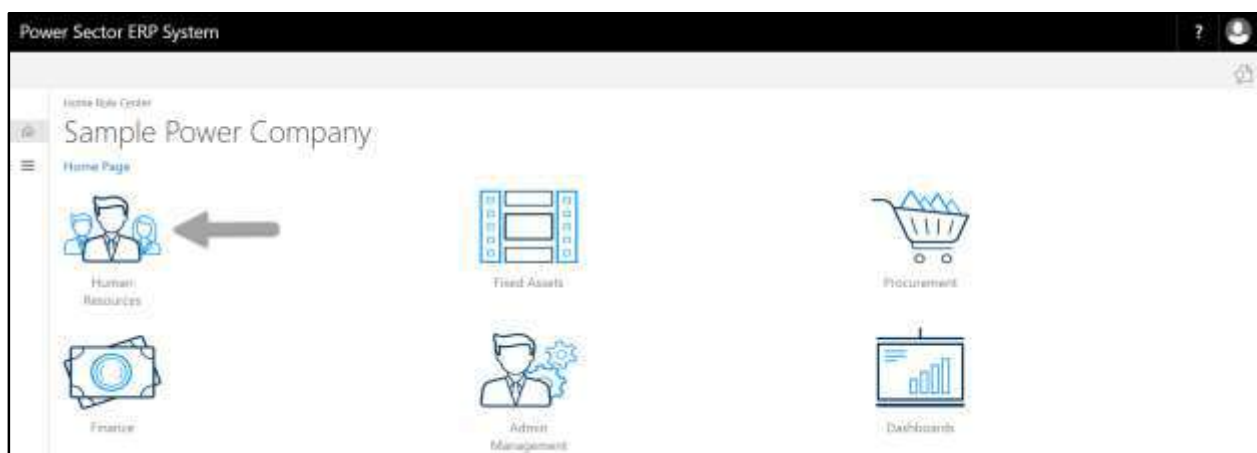 Power Sector ERP System
?
Home Role Center
Sample Power Company
Home Page
Human
Resources
Fixed Assets
Procurement
Finance
Admin
Management
Dashboards